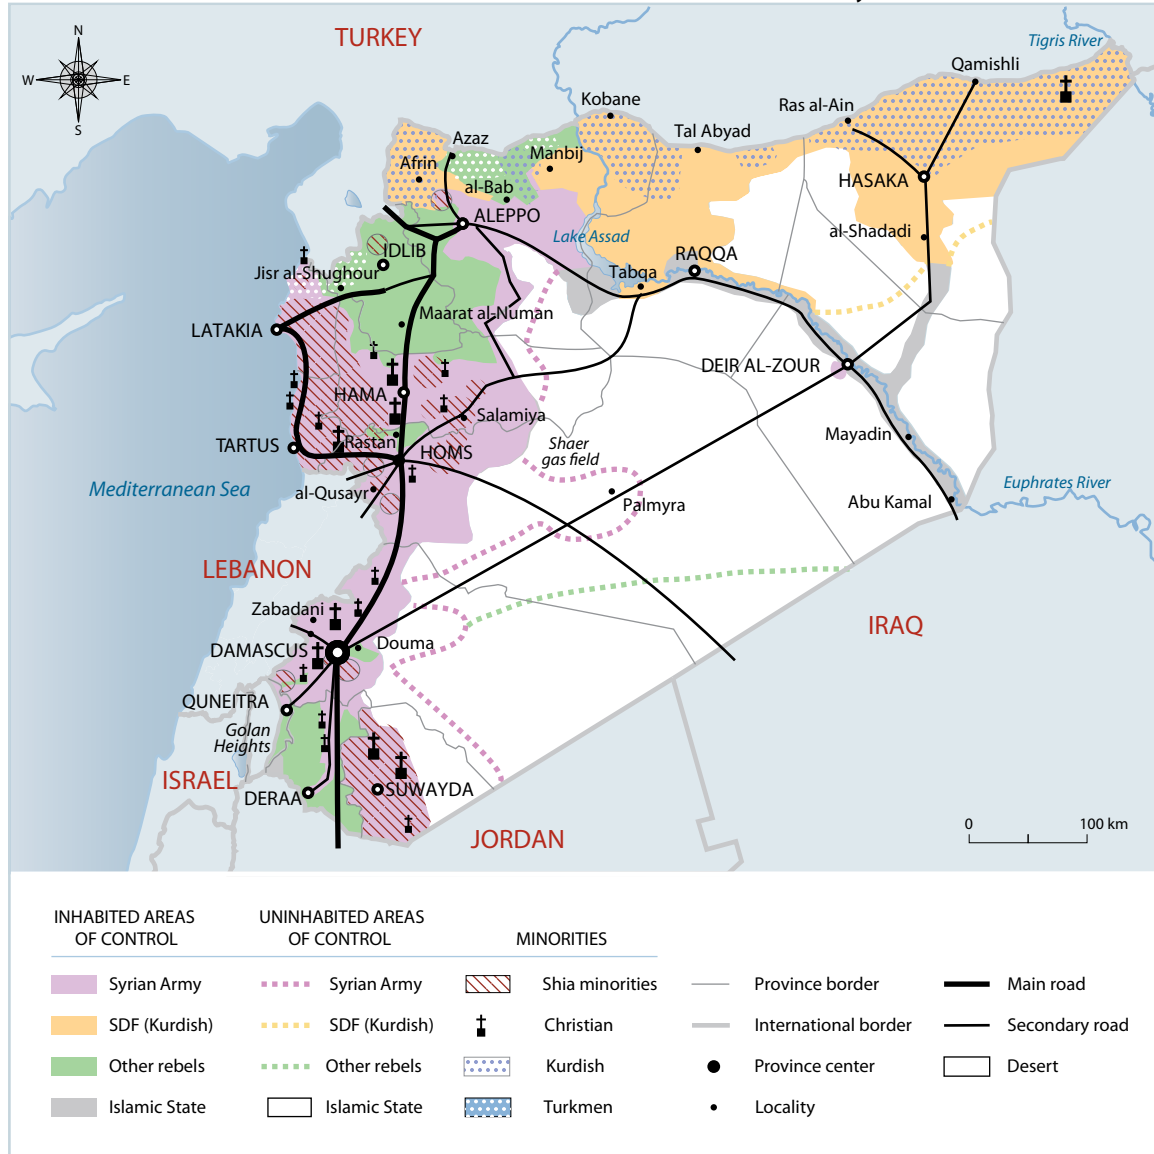 N
W
E
S
TURKEY
Tigris River
Qamishli
Kobane
Ras al-Ain
Azaz
Tal Abyad
Manbij
Afrin
HASAKA
al-Bab
ALEPPO
al-Shadadi
Lake Assad
IDLIB
RAQQA
Jisr al-Shughour
Tabqa
Maarat al-Numan
LATAKIA
DEIR AL-ZOUR
HAMA
Salamiya
Mayadin
TARTUS
Rastan
HOMS
Shaer
gas field
Mediterranean Sea
al-Qusayr
Palmyra
Abu Kamal
Euphrates River
LEBANON
Zabadani
IRAQ
DAMASCUS
Douma
QUNEITRA
Golan
Heights
ISRAEL
DERAA
SUWAYDA
JORDAN
0
100 km
INHABITED AREAS
OF CONTROL
UNINHABITED AREAS
OF CONTROL
MINORITIES
Syrian Army
Syrian Army
Shia minorities
Province border
Main road
SDF (Kurdish)
SDF (Kurdish)
Christian
International border
Secondary road
Other rebels
Other rebels
Kurdish
Province center
Desert
Islamic State
Islamic State
Turkmen
Locality